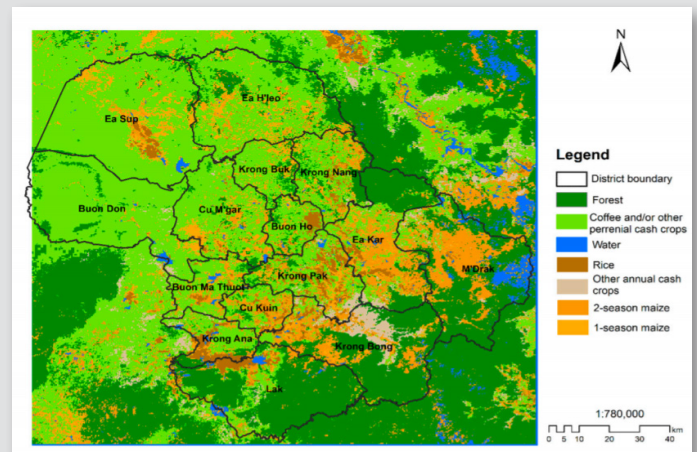 N
Ea Sup
Ea H'leo
Krong Buk
Krong Nang
Buon Don
Cu M'gar
Buon Ho
Ea Kar
M'Drak
Krong Pak
Buon Ma Thuot
Cu Kuin
Krong Ana
Krong Bong
Lak
Legend
District boundary
Forest
Coffee and/or other
perrenial cash crops
Water
Rice
Other annual cash
crops
2-season maize
1-season maize
1:780,000
km
0 5 10 20 30 40